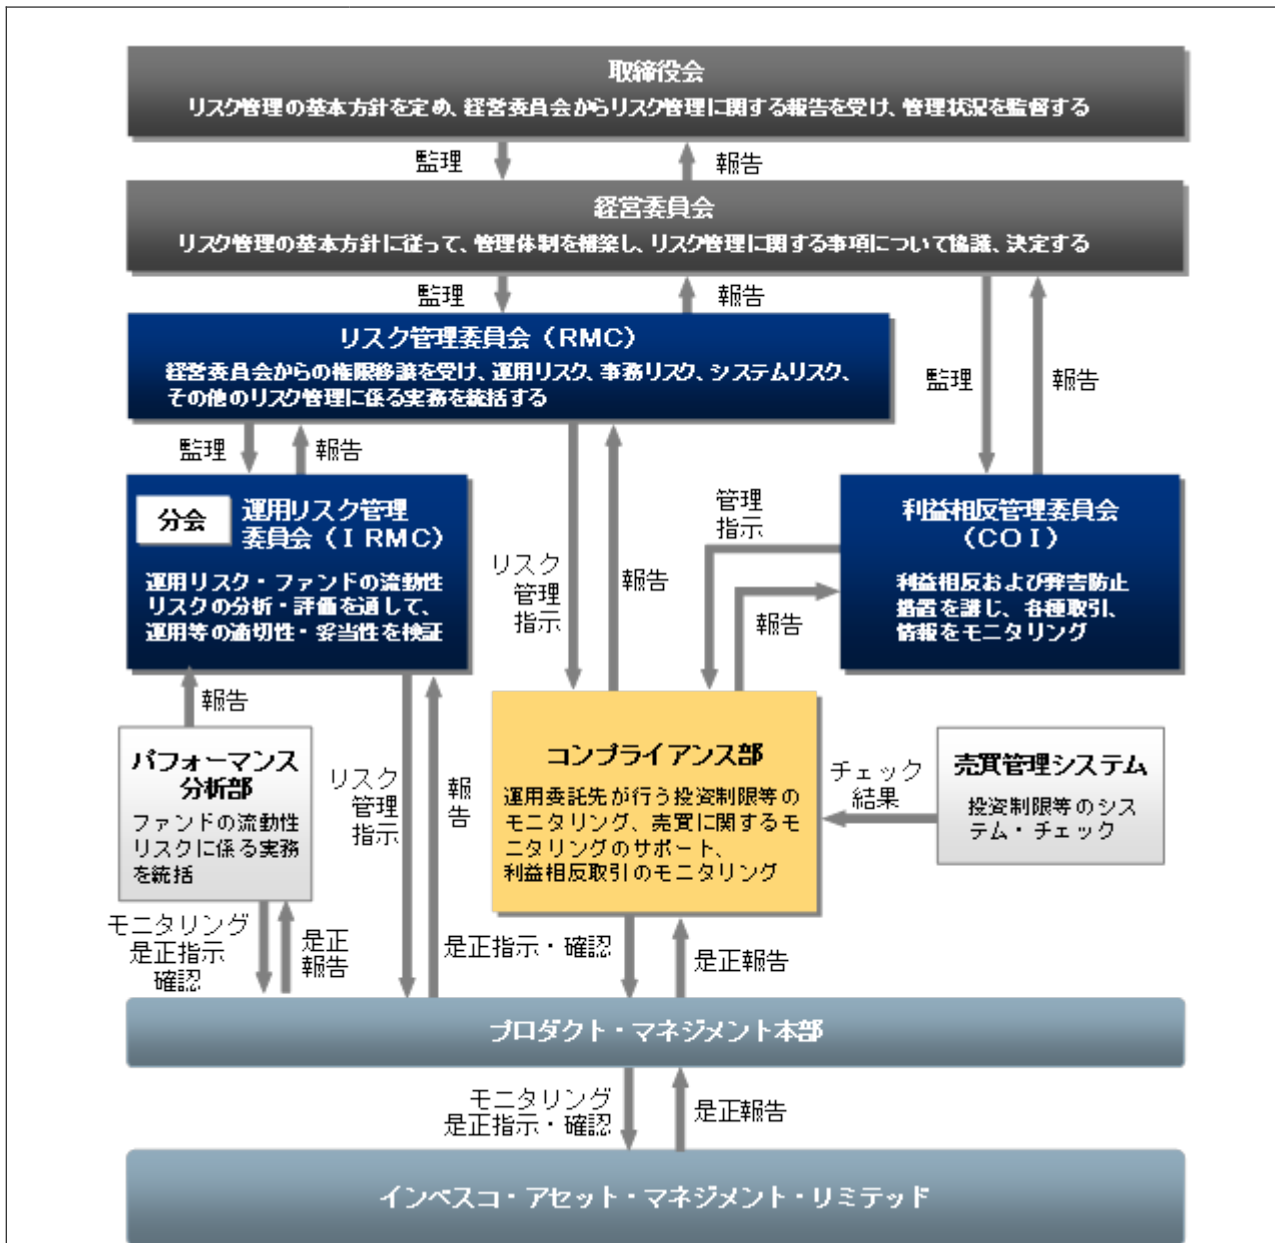 取締役会
リスク管理の基本方針を定め、経営委員会からリスク管理に関する報告を受け、管理状況を監督する
監理
報告
経営委員会
リスク管理の基本方針に従って、管理体制を構築し、リスク管理に関する事項について協議、決定する
監理
報告
リスク管理委員会（RMC）
経営委員会からの権限移譲を受け、運用リスク、事務リスク、システムリスク、
その他のリスク管理に係る実務を統括する
監理
報告
監理
報告
分会
運用リスク管理
委員会（ＩRMC）
運用リスク・ファンドの流動性
リスクの分析・評価を通して、
運用等の適切性・妥当性を検証
リスク
管理
指示
報告
管理
指示
報告
利益相反管理委員会
（COI）
利益相反および弊害防止
措置を講じ、各種取引、
情報をモニタリング
報告
パフォーマンス
分析部
ファンドの流動性
リスクに係る実務
を統括
リスク
管理
指示
報
告
コンプライアンス部
運用委託先が行う投資制限等の
モニタリング、売買に関するモ
ニタリングのサポート、
利益相反取引のモニタリング
チェック
結果
売買管理システム
投資制限等のシス
テム・チェック
モニタリング
是正指示
確認
是正
報告
是正指示・確認
是正報告
プロダクト・マネジメント本部
モニタリング
是正指示・確認
是正報告
インベスコ・アセット・マネジメント・リミテッド